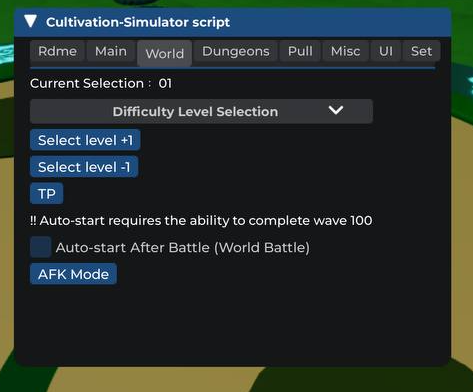 Cultivation-Simulator script
Rdme Main World Dungeons Pull Misc UI Set
Current Selection : 01
Difficulty Level Selection
Select level +1
Select level -1
TP
!! Auto-start requires the ability to complete wave 100
Auto-start After Battle (World Battle)
AFK Mode